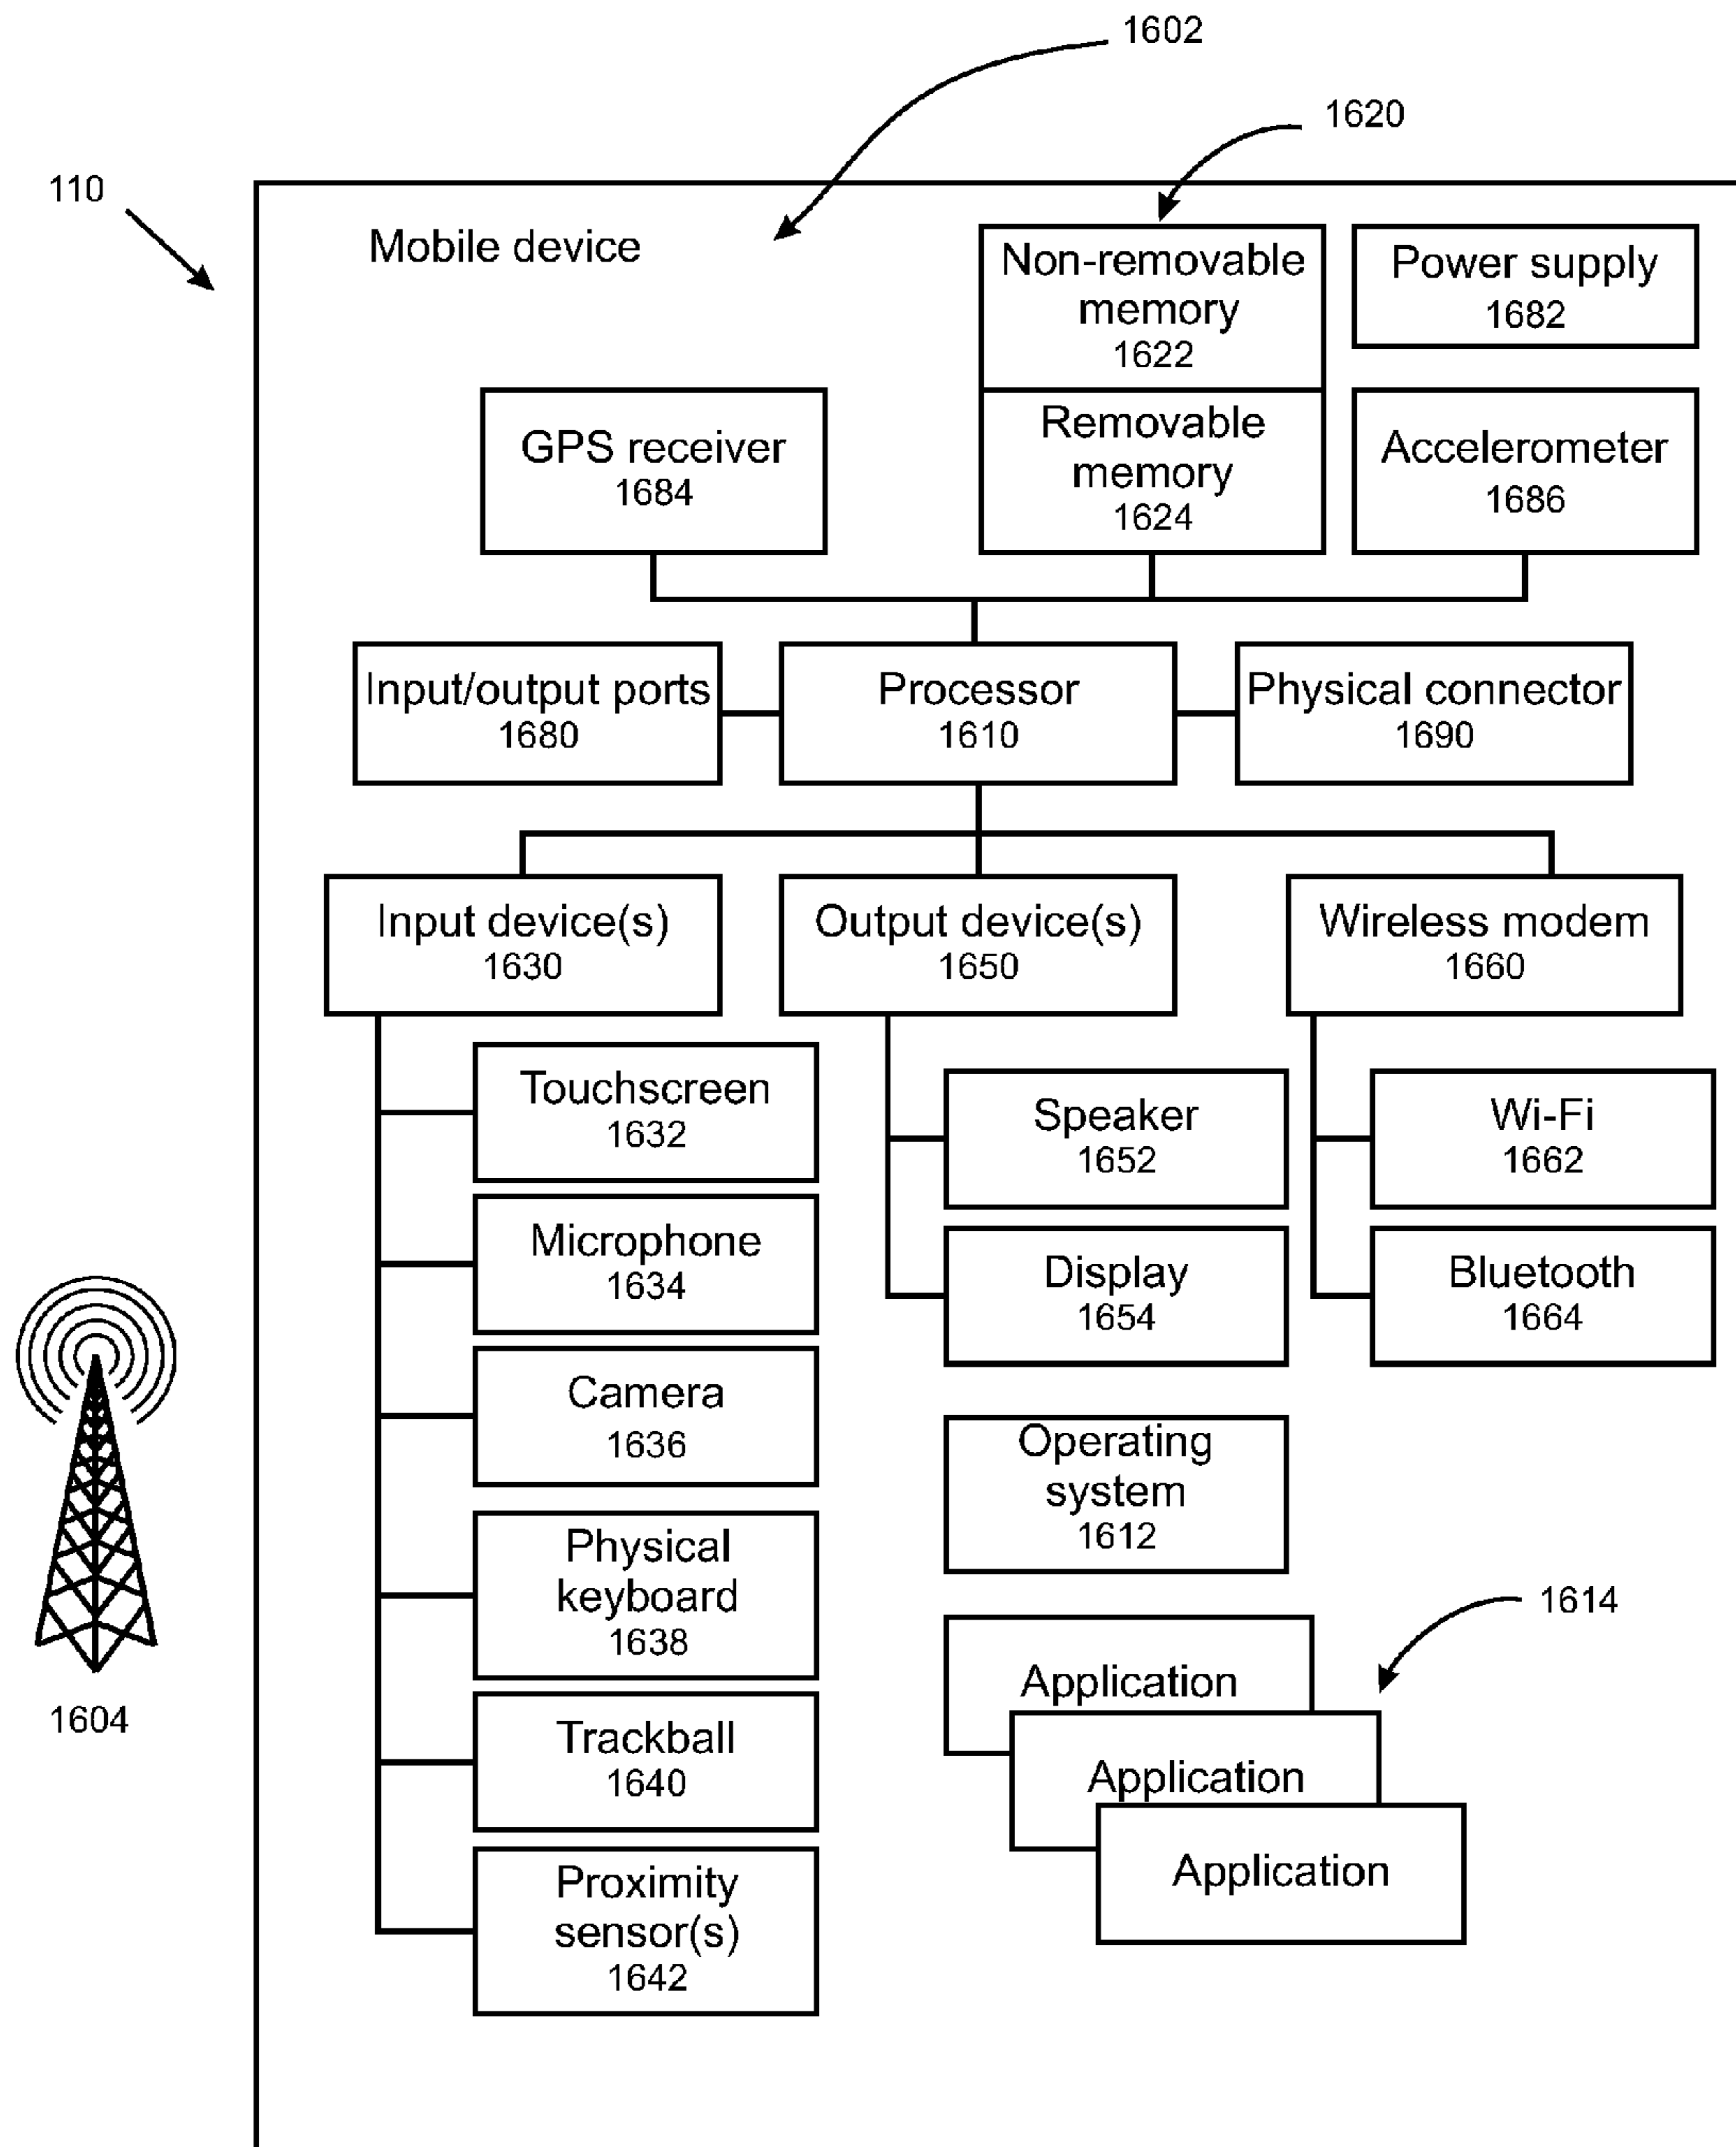 1602
1620
110
Mobile device
Non-removable
memory
1622
Power supply
1682
GPS receiver
1684
Removable
memory
1624
Accelerometer
1686
Input/output ports
1680
Processor
1610
Physical connector
1690
Input device(s)
1630
Output device(s)
1650
Wireless modem
1660
Touchscreen
1632
Microphone
1634
Camera
1636
Physical
keyboard
1638
Trackball
1640
Proximity
sensor(s)
1642
Speaker
1652
Display
1654
Wi-Fi
1662
Bluetooth
1664
Operating
system
1612
1614
Application
Application
Application
1604